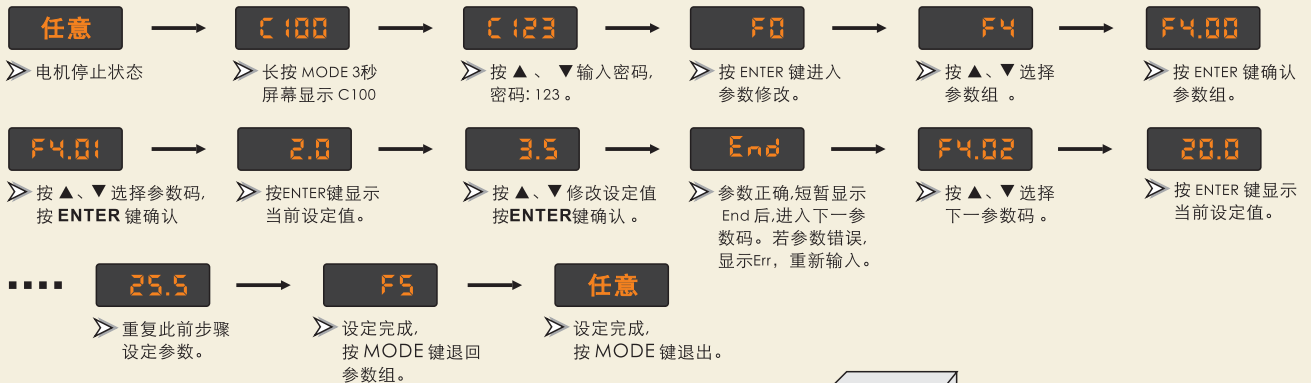 任意 C100 C123 F0 F4 F4.00
电机停止状态
长按 MODE 3秒
屏幕显示 C100
按 ▲ 、 ▼输入密码,
密码: 123 。
按 ENTER 键进入
参数修改。
按 ▲、▼ 选择
参数组 。
按 ENTER 键确认
参数组。
F4.01 2.0 3.5 End F4.02 20.0
按 ▲、▼ 选择参数码,
按 ENTER 键确认
按ENTER键显示
当前设定值。
按 ▲、▼ 修改设定值
按ENTER键确认 。
参数正确,短暂显示
End 后,进入下一参
数码。若参数错误,
显示Err，重新输入。
按 ▲、▼ 选择
下一参数码 。
按 ENTER 键显示
当前设定值。
25.5 F5 任意
重复此前步骤
设定参数。
设定完成,
按 MODE 键退回
参数组。
设定完成,
按 MODE 键退出。